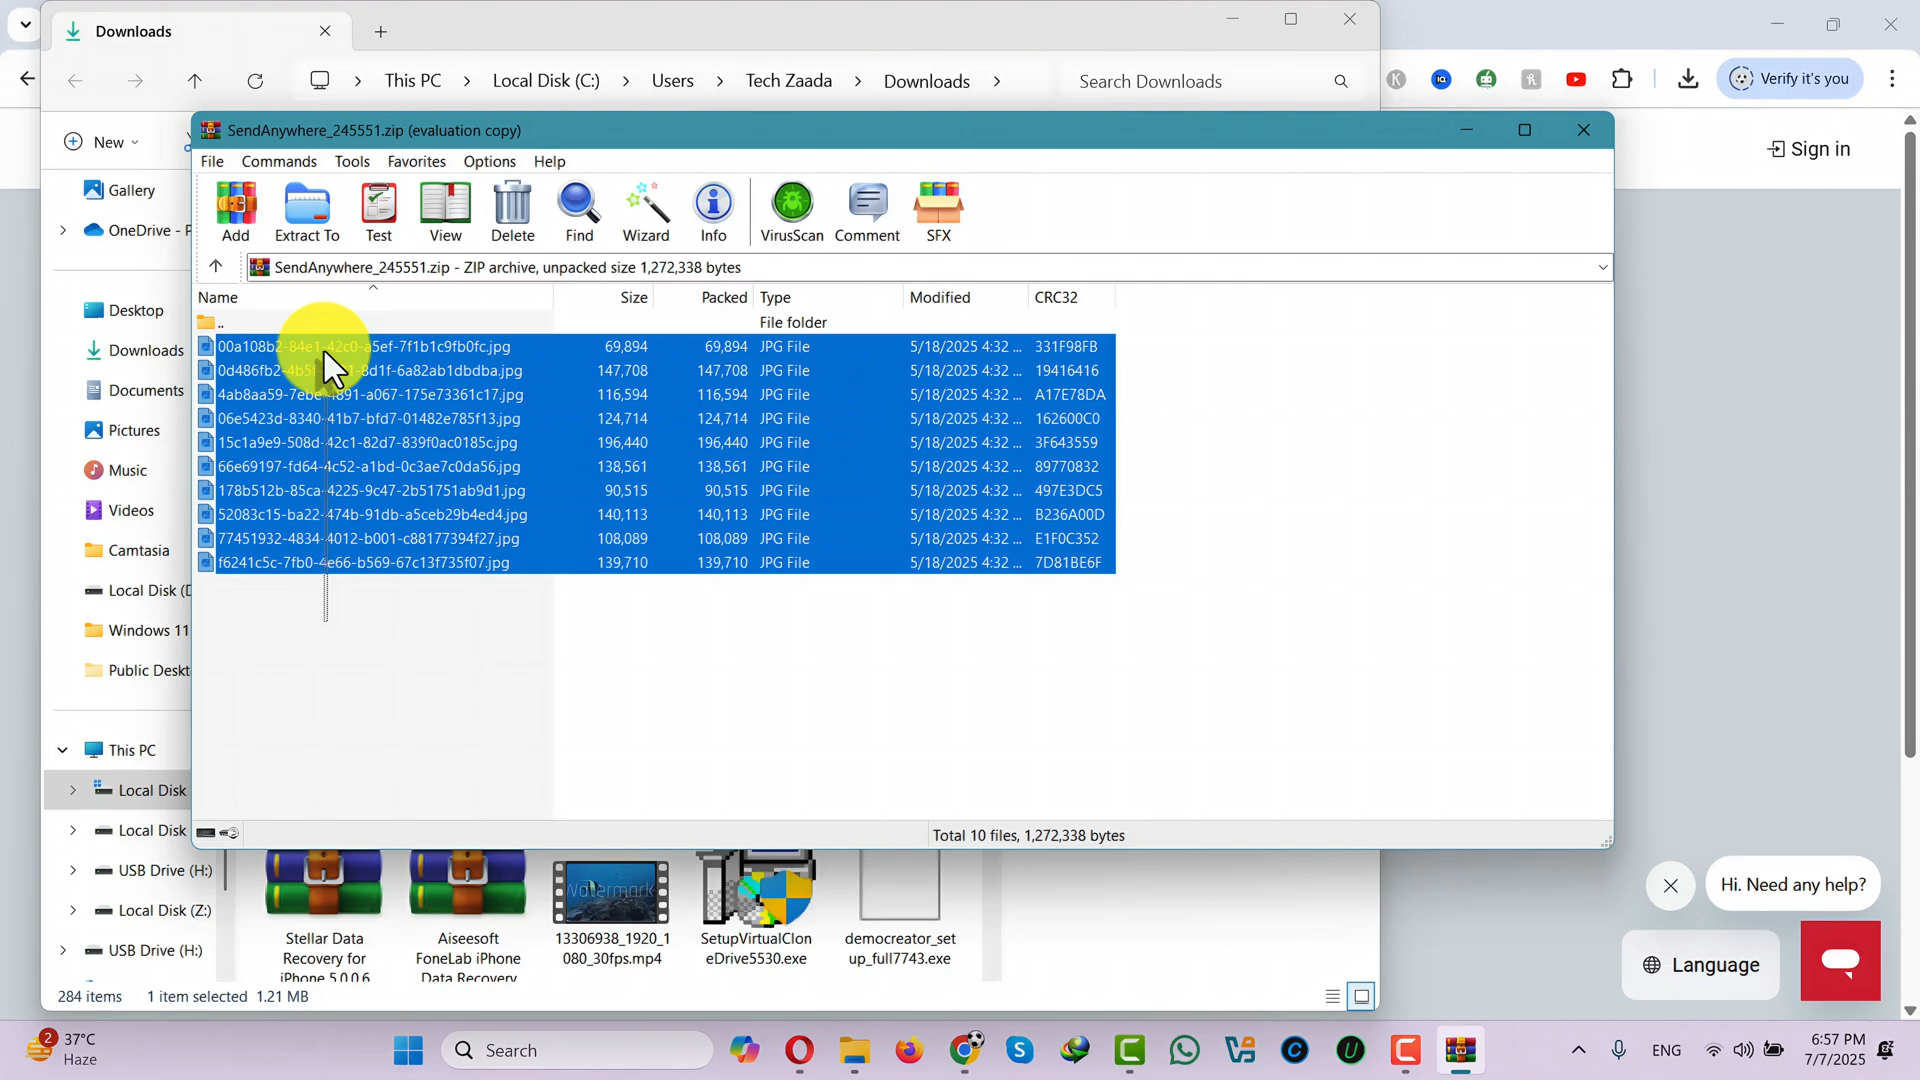 Downloads
This PC > Local Disk (C:) > Users > Tech Zaada > Downloads >
Search Downloads
Verify it's you
New
Sign in
SendAnywhere_245551.zip (evaluation copy)
File Commands Tools Favorites Options Help
Add Extract To Test View Delete Find Wizard Info VirusScan Comment SFX
SendAnywhere_245551.zip - ZIP archive, unpacked size 1,272,338 bytes
Name Size Packed Type Modified CRC32
.. File folder
00a108b2-84e1-42c0-a5ef-7f1b1c9fb0fc.jpg 69,894 69,894 JPG File 5/18/2025 4:32 ... 331F98FB
147,708 147,708 JPG File 5/18/2025 4:32 ... 19416416
4ab8aa59-7ebe-4891-a067-175e73361c17.jpg 116,594 116,594 JPG File 5/18/2025 4:32 ... A17E78DA
06e5423d-8340-41b7-bfd7-01482e785f13.jpg 124,714 124,714 JPG File 5/18/2025 4:32 ... 162600C0
15c1a9e9-508d-42c1-82d7-839f0ac0185c.jpg 196,440 196,440 JPG File 5/18/2025 4:32 ... 3F643559
66e69197-fd64-4c52-a1bd-0c3ae7c0da56.jpg 138,561 138,561 JPG File 5/18/2025 4:32 ... 89770832
178b512b-85ca-4225-9c47-2b51751ab9d1.jpg 90,515 90,515 JPG File 5/18/2025 4:32 ... 497E3DC5
52083c15-ba22-474b-91db-a5ceb29b4ed4.jpg 140,113 140,113 JPG File 5/18/2025 4:32 ... B236A00D
77451932-4834-4012-b001-c88177394f27.jpg 108,089 108,089 JPG File 5/18/2025 4:32 ... E1F0C352
f6241c5c-7fb0-4e66-b569-67c13f735f07.jpg 139,710 139,710 JPG File 5/18/2025 4:32 ... 7D81BE6F
Total 10 files, 1,272,338 bytes
Gallery
OneDrive - P
Desktop
Downloads
Documents
Pictures
Music
Videos
Camtasia
Local Disk (D
Windows 11
Public Deskt
This PC
Local Disk
Local Disk
USB Drive (H:)
Local Disk (Z:)
USB Drive (H:)
Watermark
Stellar Data
Recovery for
iPhone 5.0.0.6
Aiseesoft
FoneLab iPhone
Data Recovery
13306938_1920_1
080_30fps.mp4
SetupVirtualClon
eDrive5530.exe
democreator_set
up_full7743.exe
284 items 1 item selected 1.21 MB
Hi. Need any help?
Language
2
37°C
Haze
Search
ENG
6:57 PM
7/7/2025